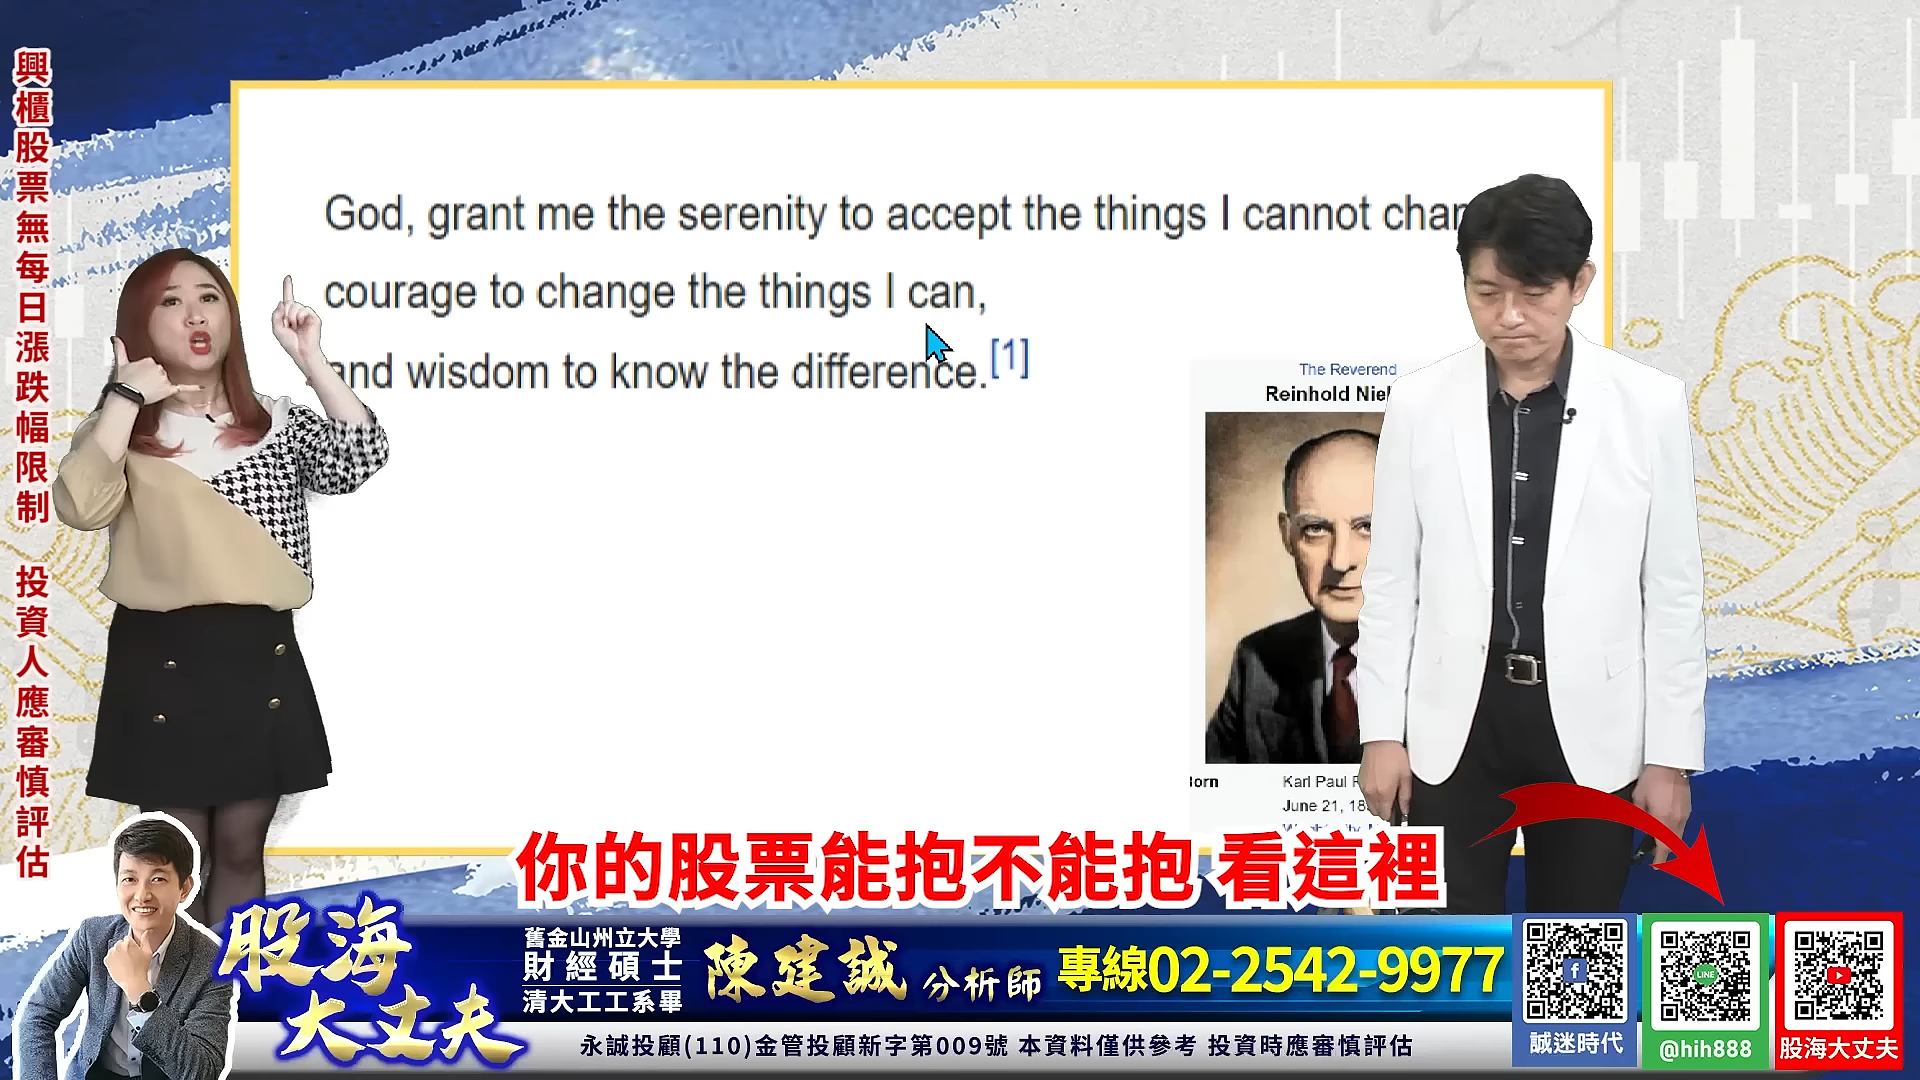 興櫃股票無每日漲跌幅限制 投資人應審慎評估
God, grant me the serenity to accept the things I cannot
courage to change the things I can,
and wisdom to know the difference.[1]
The Reverend
Reinhold
Born
Karl Paul
June 21,
你的股票能抱不能抱 看這裡
股海
大丈夫
舊金山州立大學
財經碩士
清大工工系畢
陳建誠 分析師
專線02-2542-9977
永誠投顧(110)金管投顧新字第009號 本資料僅供參考 投資時應審慎評估
LINE
誠迷時代
@hih888
股海大丈夫